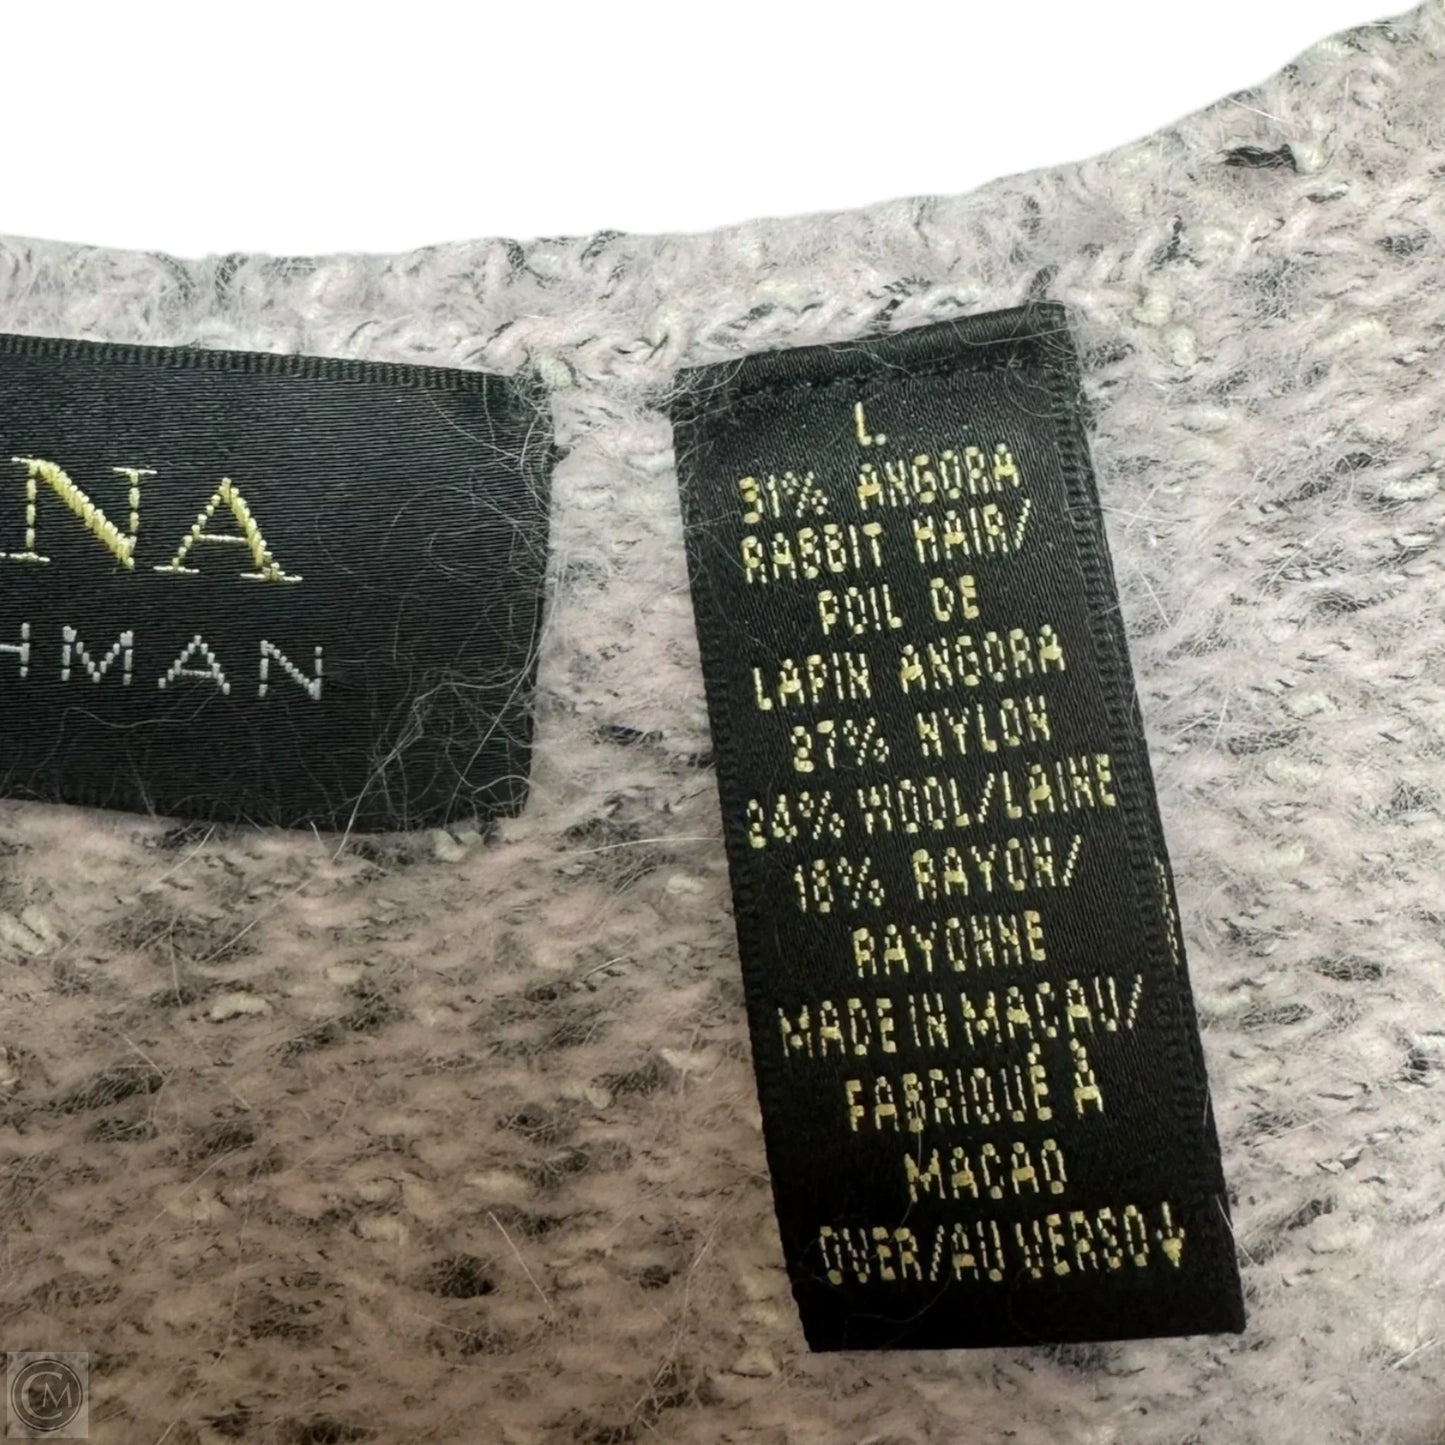 NA
HMAN
L
31% ANGORA
RABBIT HAIR/
POIL DE
LAPIN ANGORA
27% NYLON
24% WOOL/LAINE
18% RAYON/
RAYONNE
MADE IN MACAU/
FABRIQUÉ À
MACAO
OVER/AU VERSO↓
CM